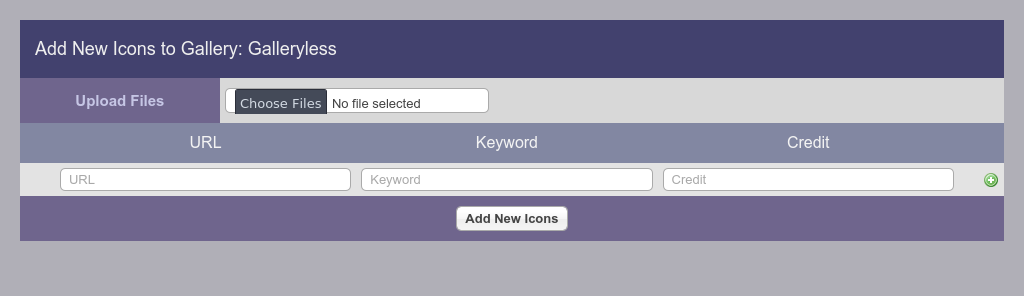 Add New Icons to Gallery: Galleryless
Upload Files
Choose Files No file selected
URL Keyword Credit
URL Keyword Credit
Add New Icons